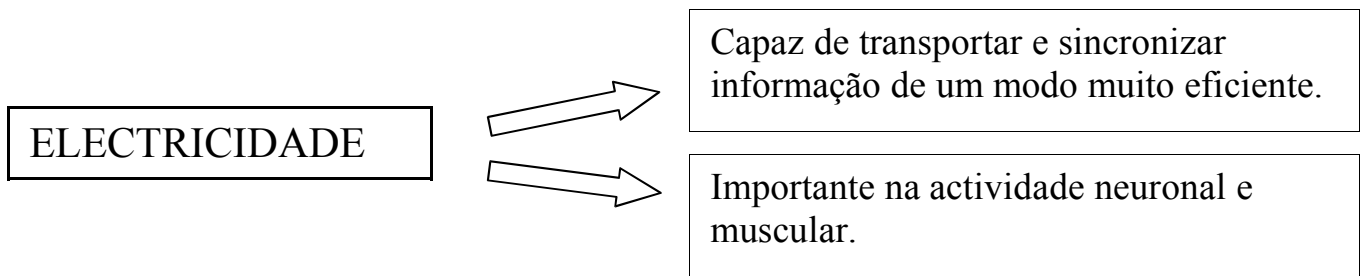 ELECTRICIDADE
Capaz de transportar e sincronizar
informação de um modo muito eficiente.
Importante na actividade neuronal e
muscular.